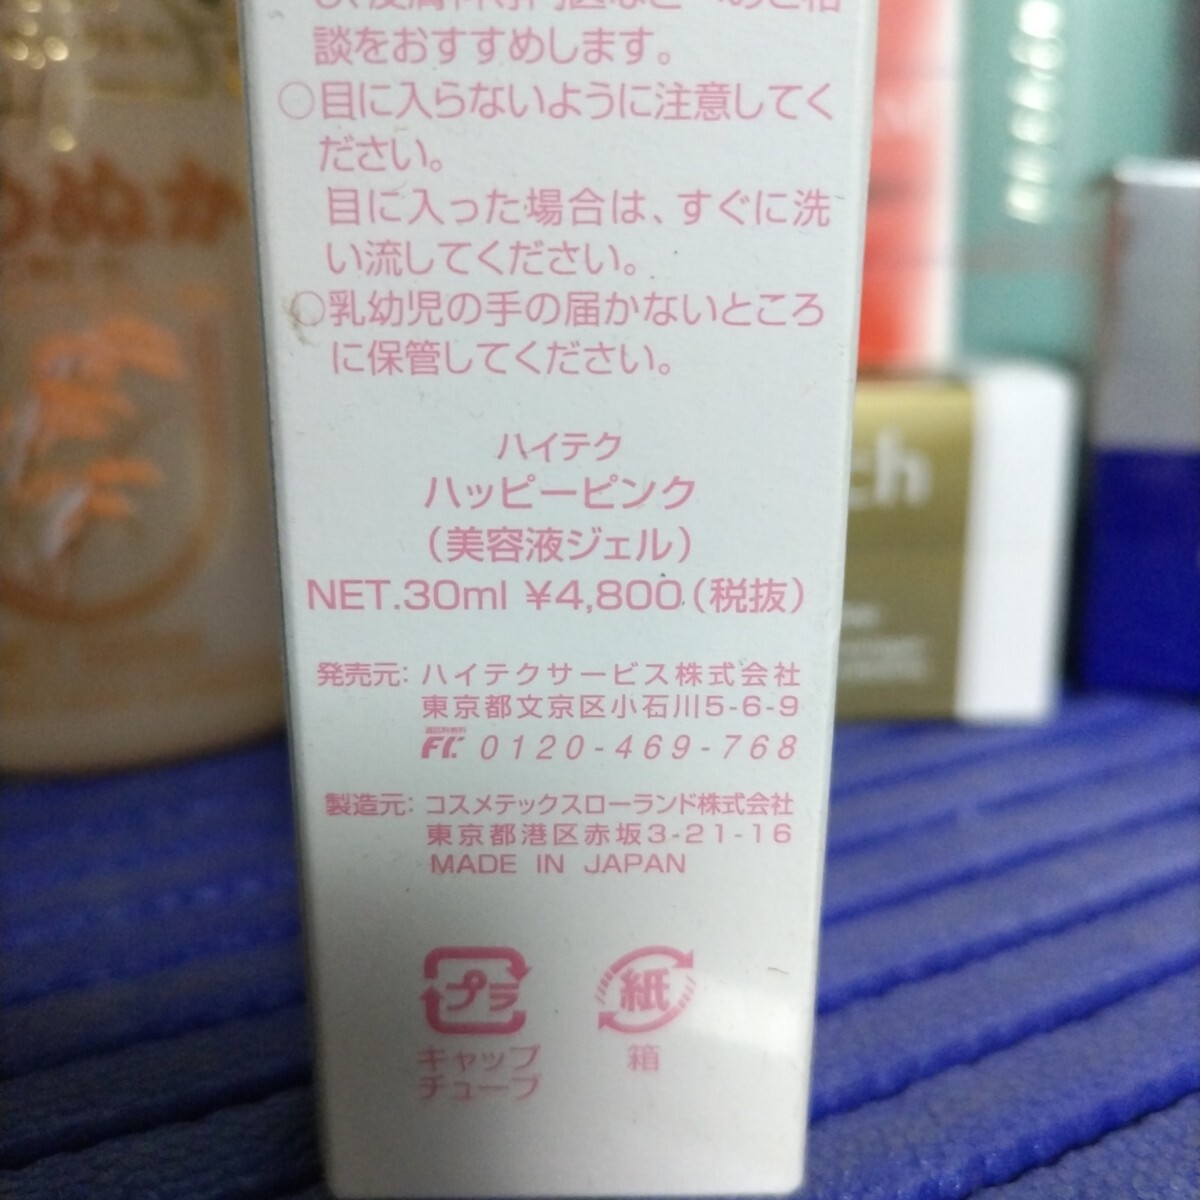 談をおすすめします。
○目に入らないように注意してく
ださい。
目に入った場合は、すぐに洗
い流してください。
○乳幼児の手の届かないところ
に保管してください。
ハイテク
ハッピーピンク
(美容液ジェル)
NET.30ml ¥4,800(税抜)
発売元: ハイテクサービス株式会社
東京都文京区小石川5-6-9
0120-469-768
製造元: コスメテックスローランド株式会社
東京都港区赤坂3-21-16
MADE IN JAPAN
プラ
紙
キャップ
チューブ
箱
ch